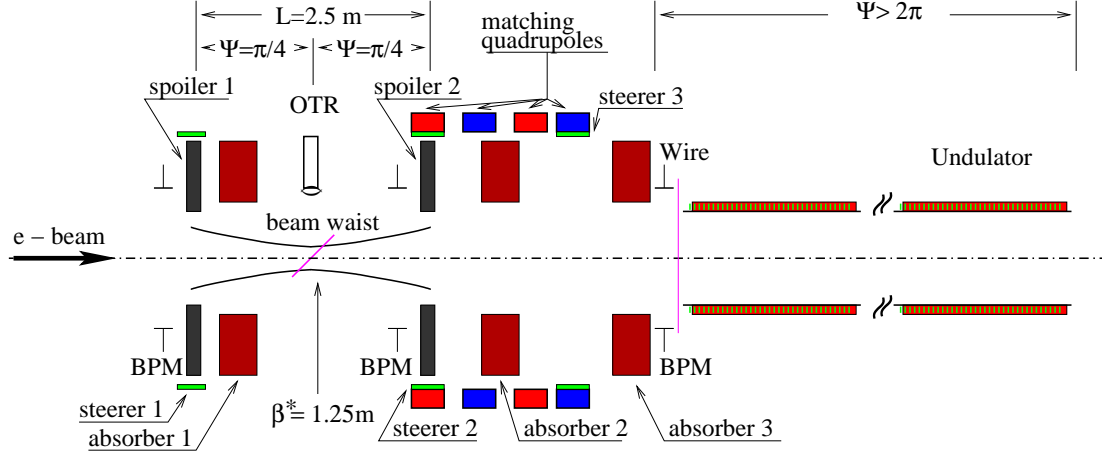 L=2.5 m
Ψ> 2π
matching
quadrupoles
Ψ=π/4
Ψ=π/4
spoiler 1
OTR
spoiler 2
steerer 3
Wire
Undulator
beam waist
e − beam
BPM
BPM
BPM
steerer 1
absorber 1
β*= 1.25m
steerer 2
absorber 2
absorber 3